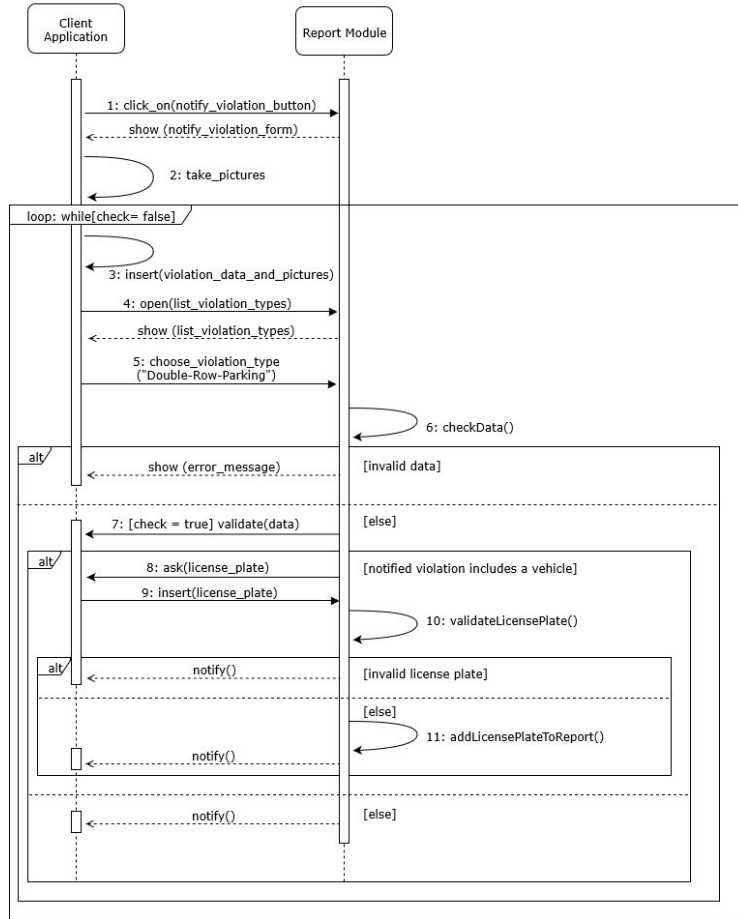 Client
Application
Report Module
1: click_on(notify_violation_button)
show (notify_violation_form)
2: take_pictures
loop: while[check= false]
3: insert(violation_data_and_pictures)
4: open(list_violation_types)
show (list_violation_types)
5: choose_violation_type
("Double-Row-Parking")
6: checkData()
alt
show (error_message)
[invalid data]
7: [check = true] validate(data)
[else]
alt
8: ask(license_plate)
[notified violation includes a vehicle]
9: insert(license_plate)
10: validateLicensePlate()
alt
notify()
[invalid license plate]
[else]
11: addLicensePlateToReport()
notify()
notify()
[else]